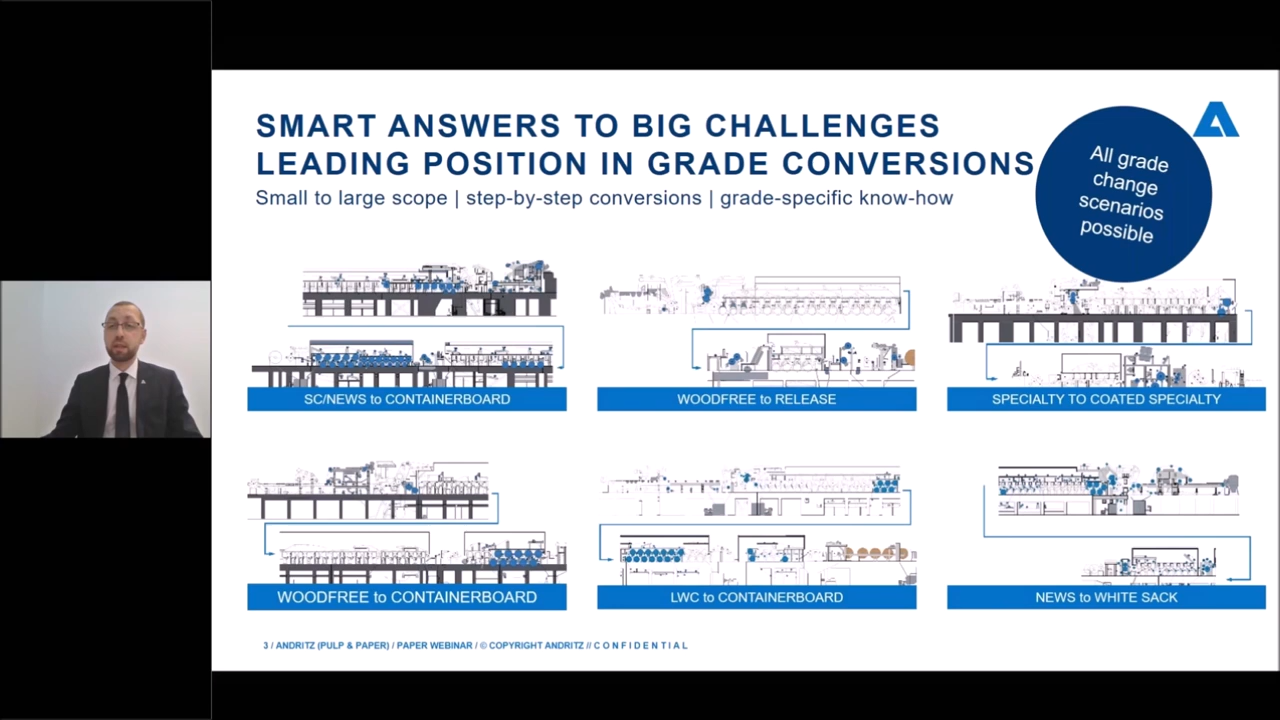 SMART ANSWERS TO BIG CHALLENGES
LEADING POSITION IN GRADE CONVERSIONS
Small to large scope | step-by-step conversions | grade-specific know-how
All grade
change
scenarios
possible
SC/NEWS to CONTAINERBOARD
WOODFREE to RELEASE
SPECIALTY TO COATED SPECIALTY
WOODFREE to CONTAINERBOARD
LWC to CONTAINERBOARD
NEWS to WHITE SACK
3 / ANDRITZ (PULP & PAPER) / PAPER WEBINAR / © COPYRIGHT ANDRITZ // C O N F I D E N T I A L